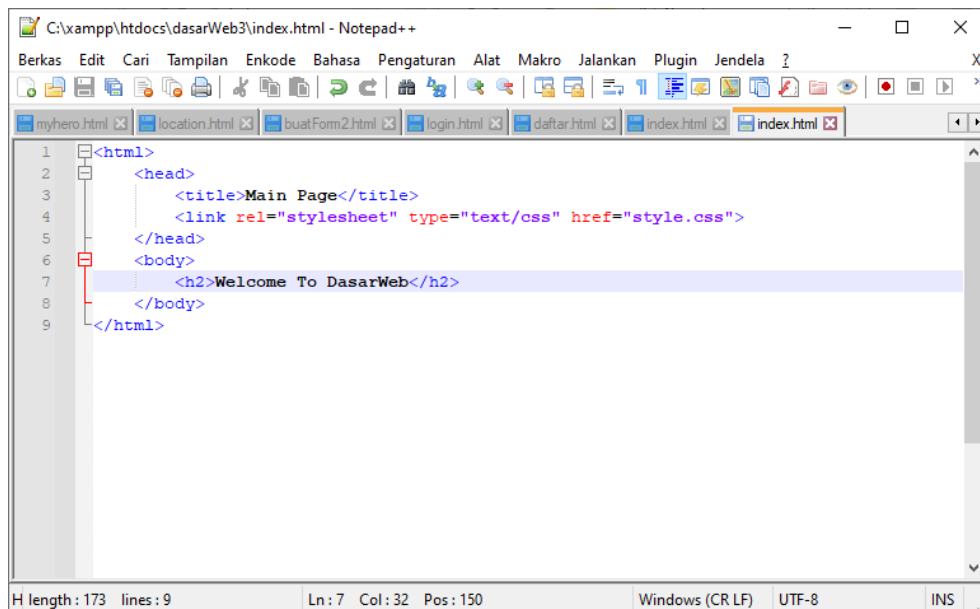 C:\xampp\htdocs\dasarWeb3\index.html - Notepad++
Berkas Edit Cari Tampilan Enkode Bahasa Pengaturan Alat Makro Jalankan Plugin Jendela ? X
myhero.html location.html buatForm2.html login.html daftar.html index.html index.html
1 <html>
2 <head>
3 <title>Main Page</title>
4 <link rel="stylesheet" type="text/css" href="style.css">
5 </head>
6 <body>
7 <h2>Welcome To DasarWeb</h2>
8 </body>
9 </html>
H length : 173 lines : 9 Ln : 7 Col : 32 Pos : 150 Windows (CR LF) UTF-8 INS